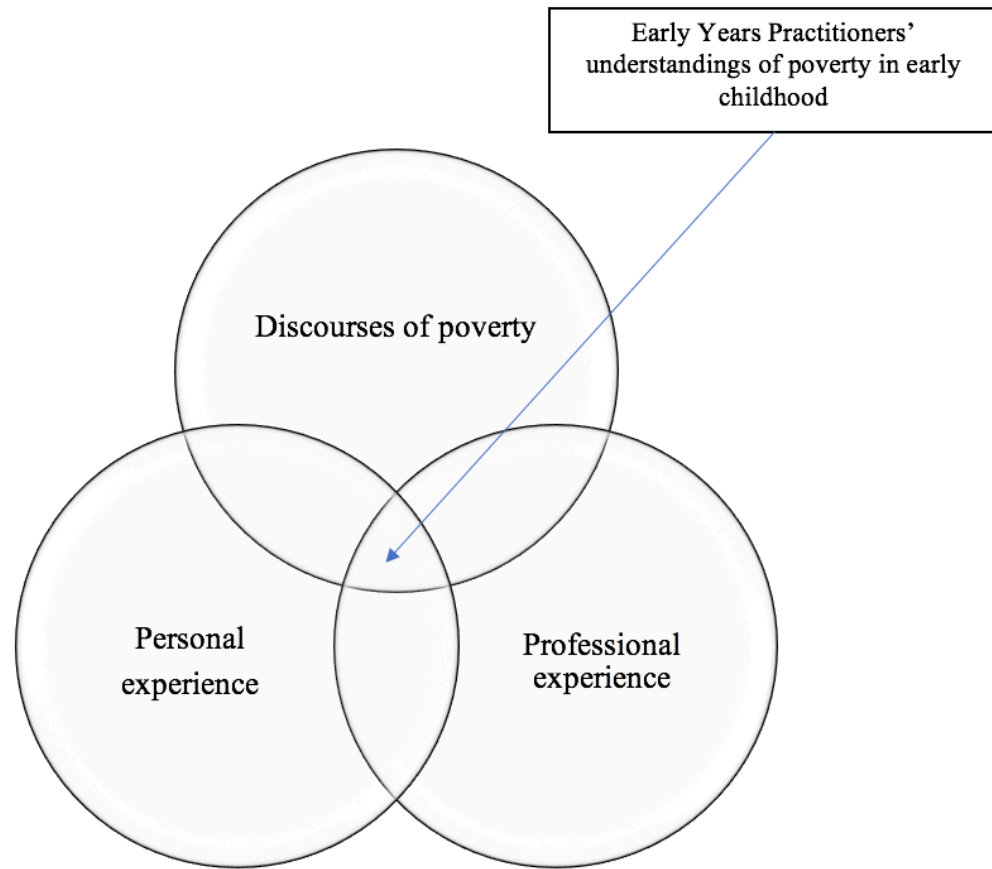 Early Years Practitioners’
understandings of poverty in early
childhood
Discourses of poverty
Personal
experience
Professional
experience